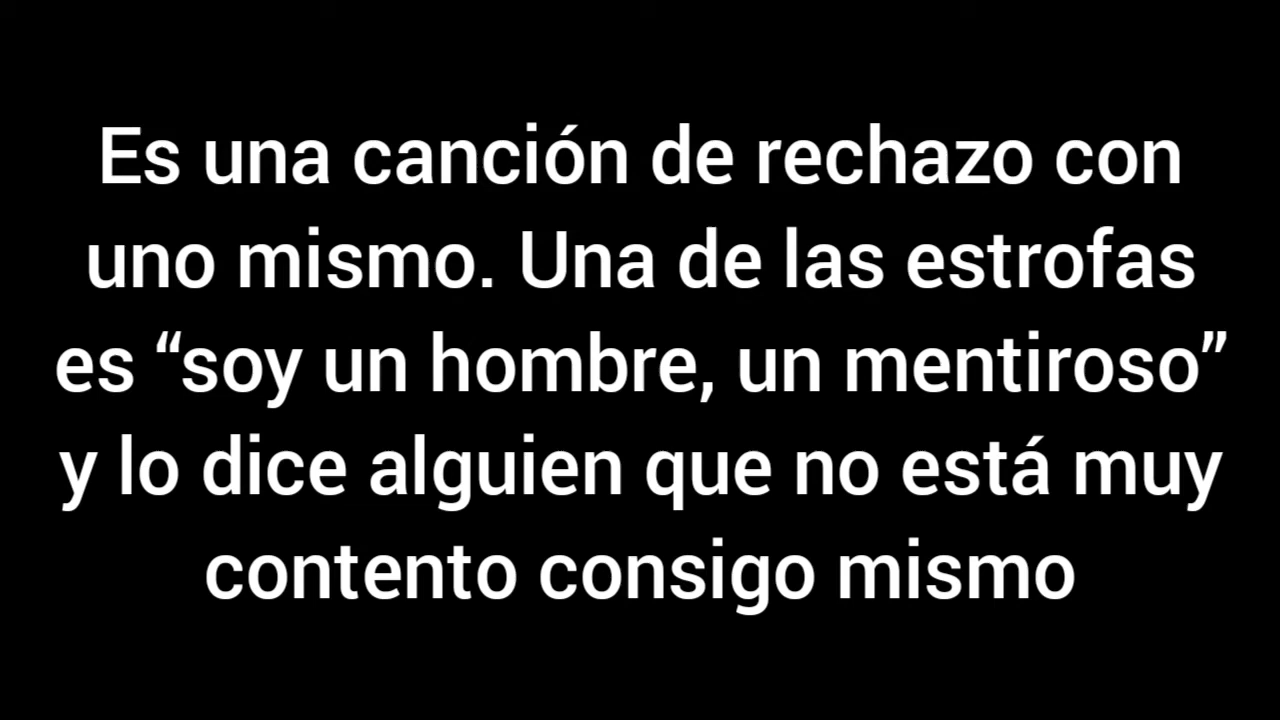 Es una canción de rechazo con
uno mismo. Una de las estrofas
es “soy un hombre, un mentiroso”
y lo dice alguien que no está muy
contento consigo mismo